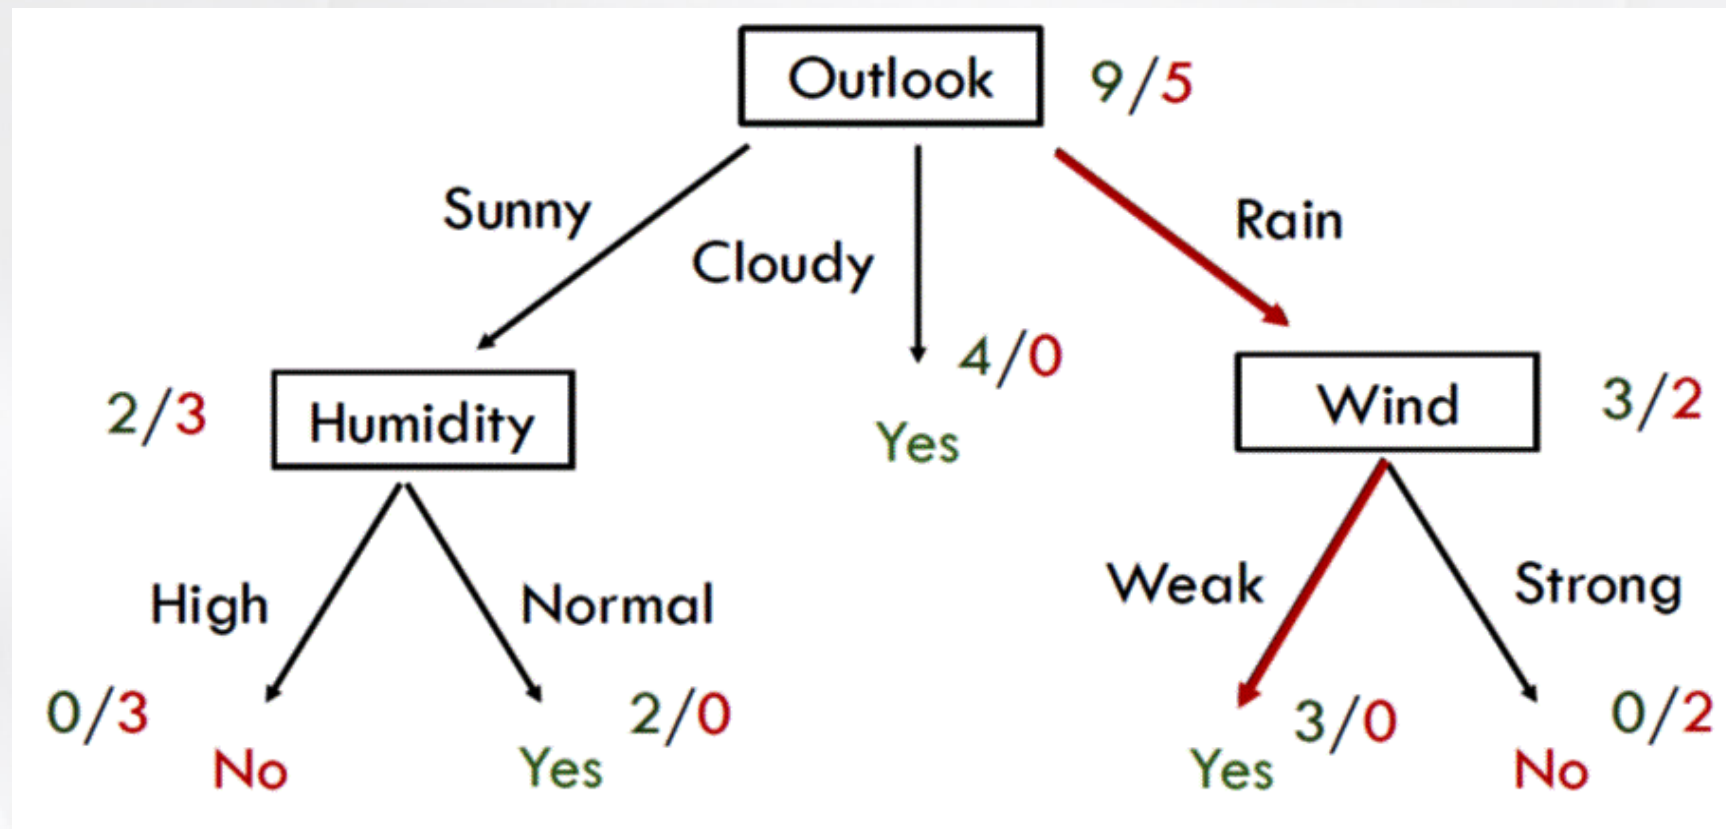 Outlook 9/5
Sunny
Cloudy
Rain
2/3 Humidity
4/0
Yes
Wind 3/2
High
Normal
Weak
Strong
0/3
No
2/0
Yes
3/0
Yes
0/2
No